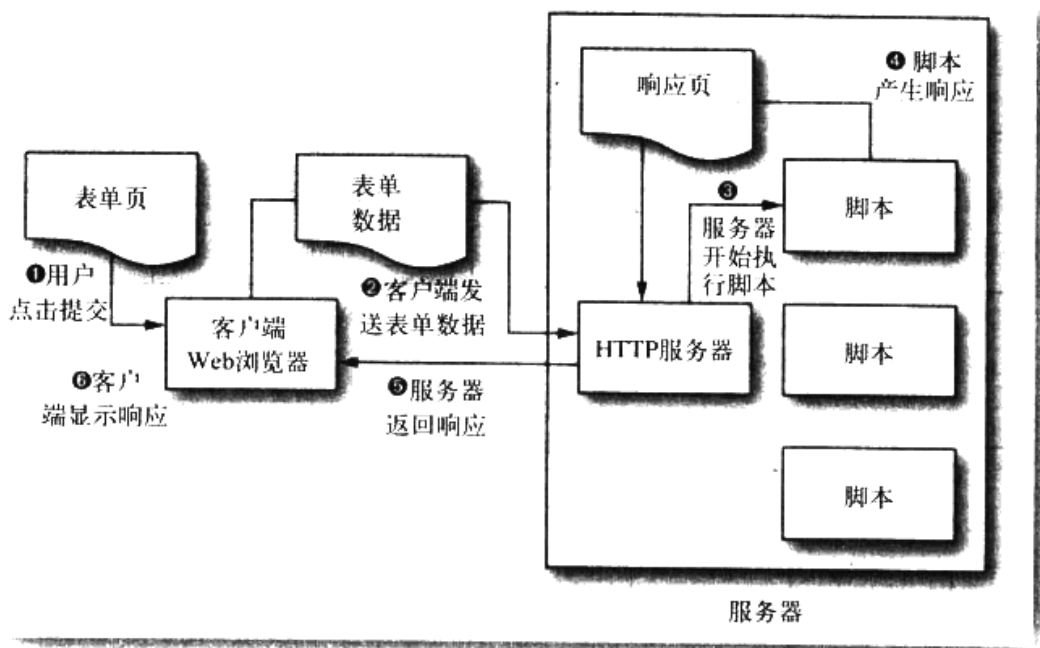 响应页
❹ 脚本
产生响应
表单页
表单
数据
❸
服务器
开始执
行脚本
脚本
❶用户
点击提交
❷客户端发
送表单数据
客户端
Web浏览器
HTTP服务器
脚本
❻客户
端显示响应
❺服务器
返回响应
脚本
服务器